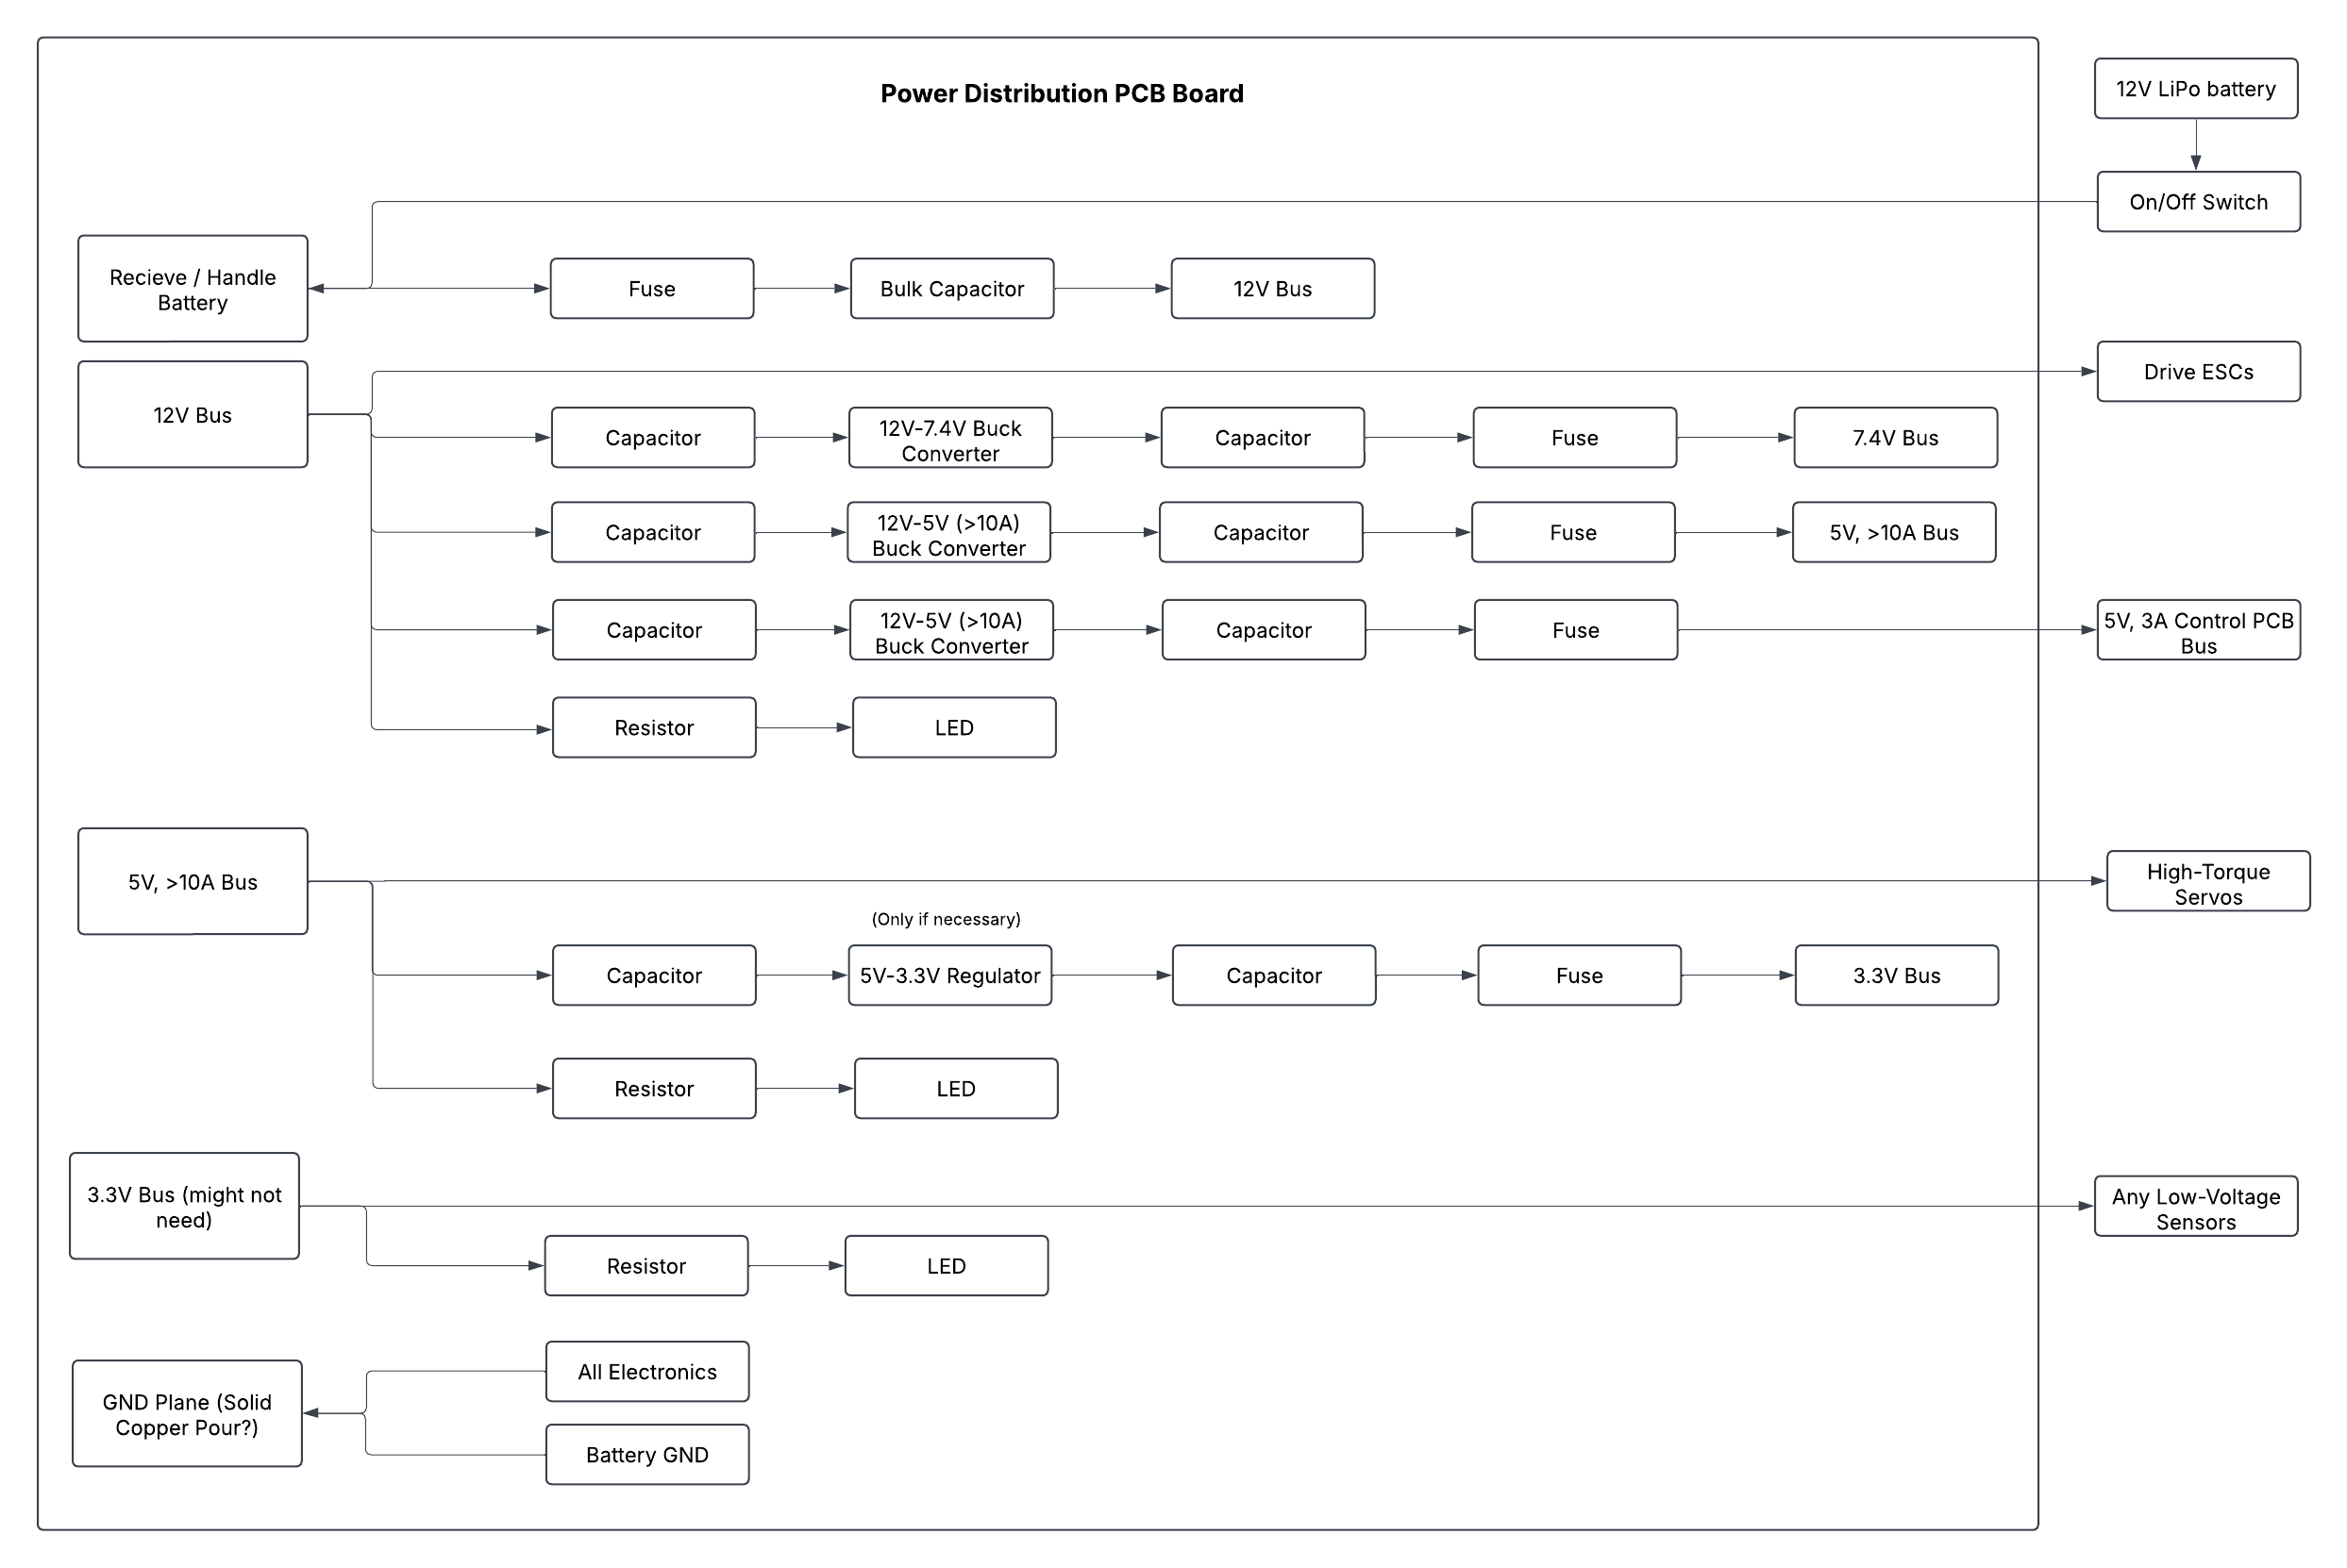 Power Distribution PCB Board
12V LiPo battery
On/Off Switch
Recieve / Handle
Battery
Fuse
Bulk Capacitor
12V Bus
Drive ESCs
12V Bus
Capacitor
12V-7.4V Buck
Converter
Capacitor
Fuse
7.4V Bus
Capacitor
12V-5V (>10A)
Buck Converter
Capacitor
Fuse
5V, >10A Bus
Capacitor
12V-5V (>10A)
Buck Converter
Capacitor
Fuse
5V, 3A Control PCB
Bus
Resistor
LED
5V, >10A Bus
High-Torque
Servos
(Only if necessary)
Capacitor
5V-3.3V Regulator
Capacitor
Fuse
3.3V Bus
Resistor
LED
3.3V Bus (might not
need)
Any Low-Voltage
Sensors
Resistor
LED
GND Plane (Solid
Copper Pour?)
All Electronics
Battery GND